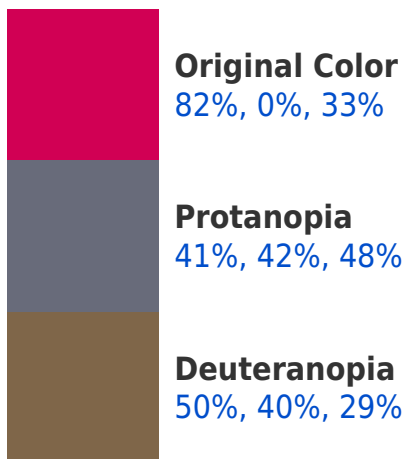 Original Color
82%, 0%, 33%
Protanopia
41%, 42%, 48%
Deuteranopia
50%, 40%, 29%